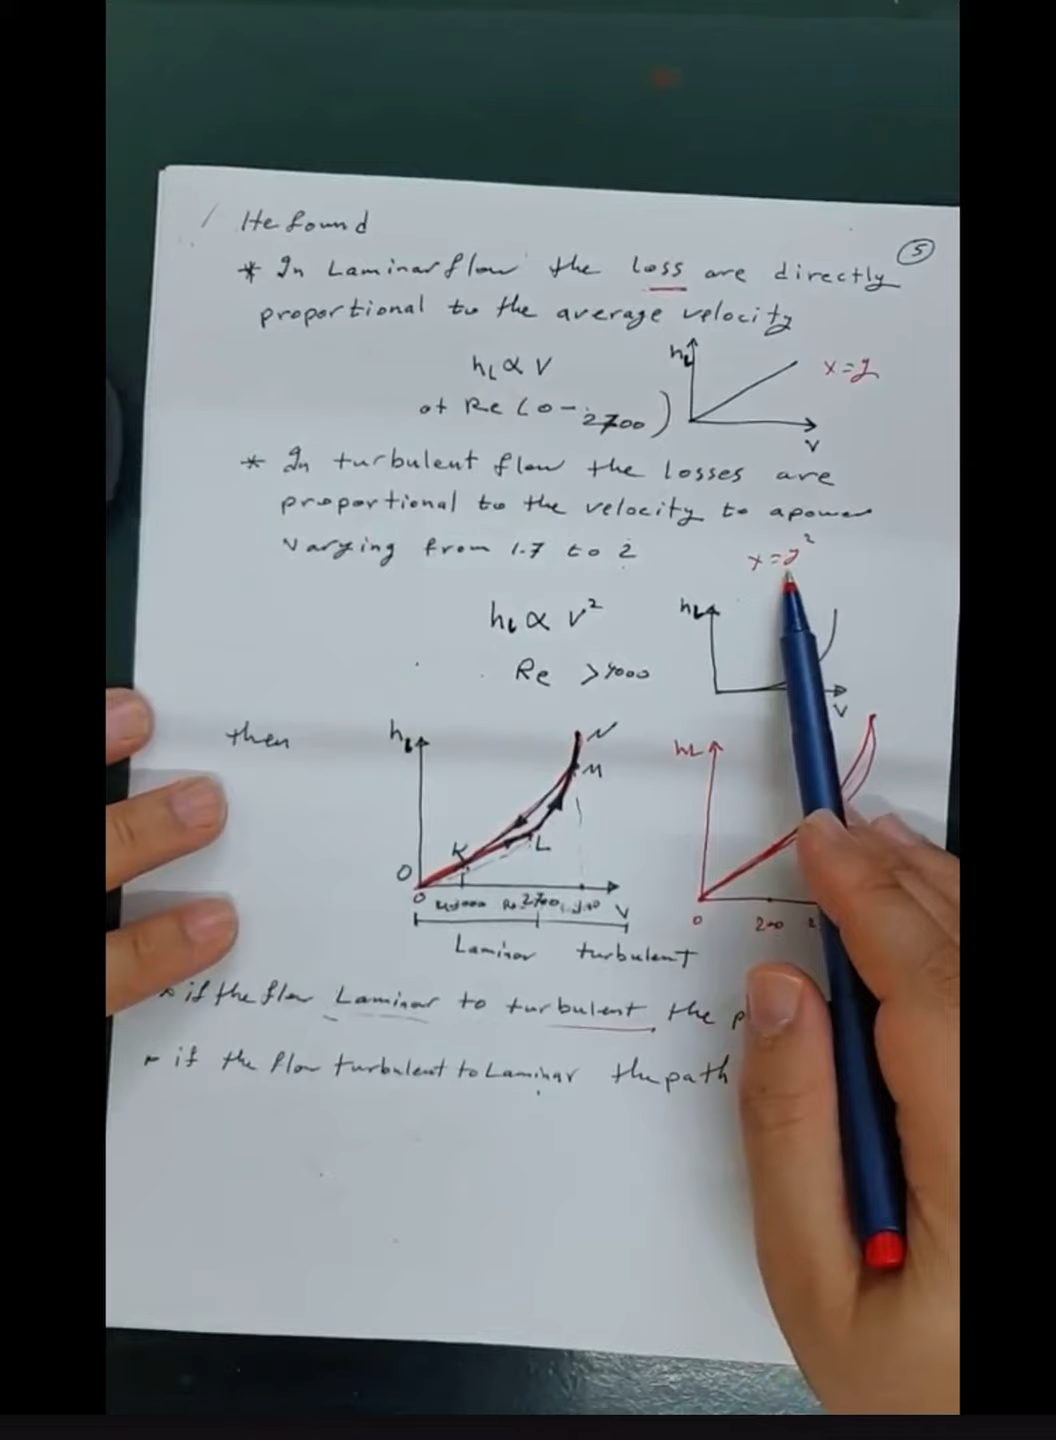 He found
5
* In Laminar flow the loss are directly
proportional to the average velocity
hL ∝ V
at Re (0 - 2700)
hL
x=y
V
* In turbulent flow the losses are
proportional to the velocity to a power
varying from 1.7 to 2
x=y²
hL ∝ v²
Re > 4000
hL
V
then
hL
N
M
L
K
O
0
Re 2700
V
Laminar turbulent
hL
0
200
2
if the flow Laminar to turbulent the p
if the flow turbulent to Laminar the path